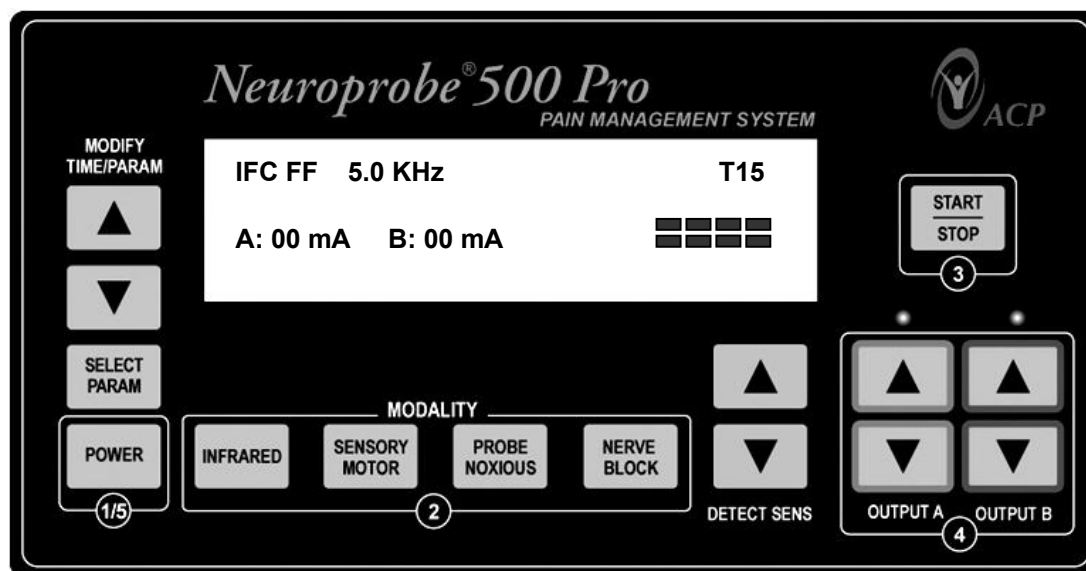 Neuroprobe® 500 Pro
PAIN MANAGEMENT SYSTEM
ACP
MODIFY
TIME/PARAM
IFC FF 5.0 KHz T15
A: 00 mA B: 00 mA
START
STOP
3
SELECT
PARAM
MODALITY
POWER
INFRARED
SENSORY
MOTOR
PROBE
NOXIOUS
NERVE
BLOCK
1/5
2
DETECT SENS
OUTPUT A
OUTPUT B
4